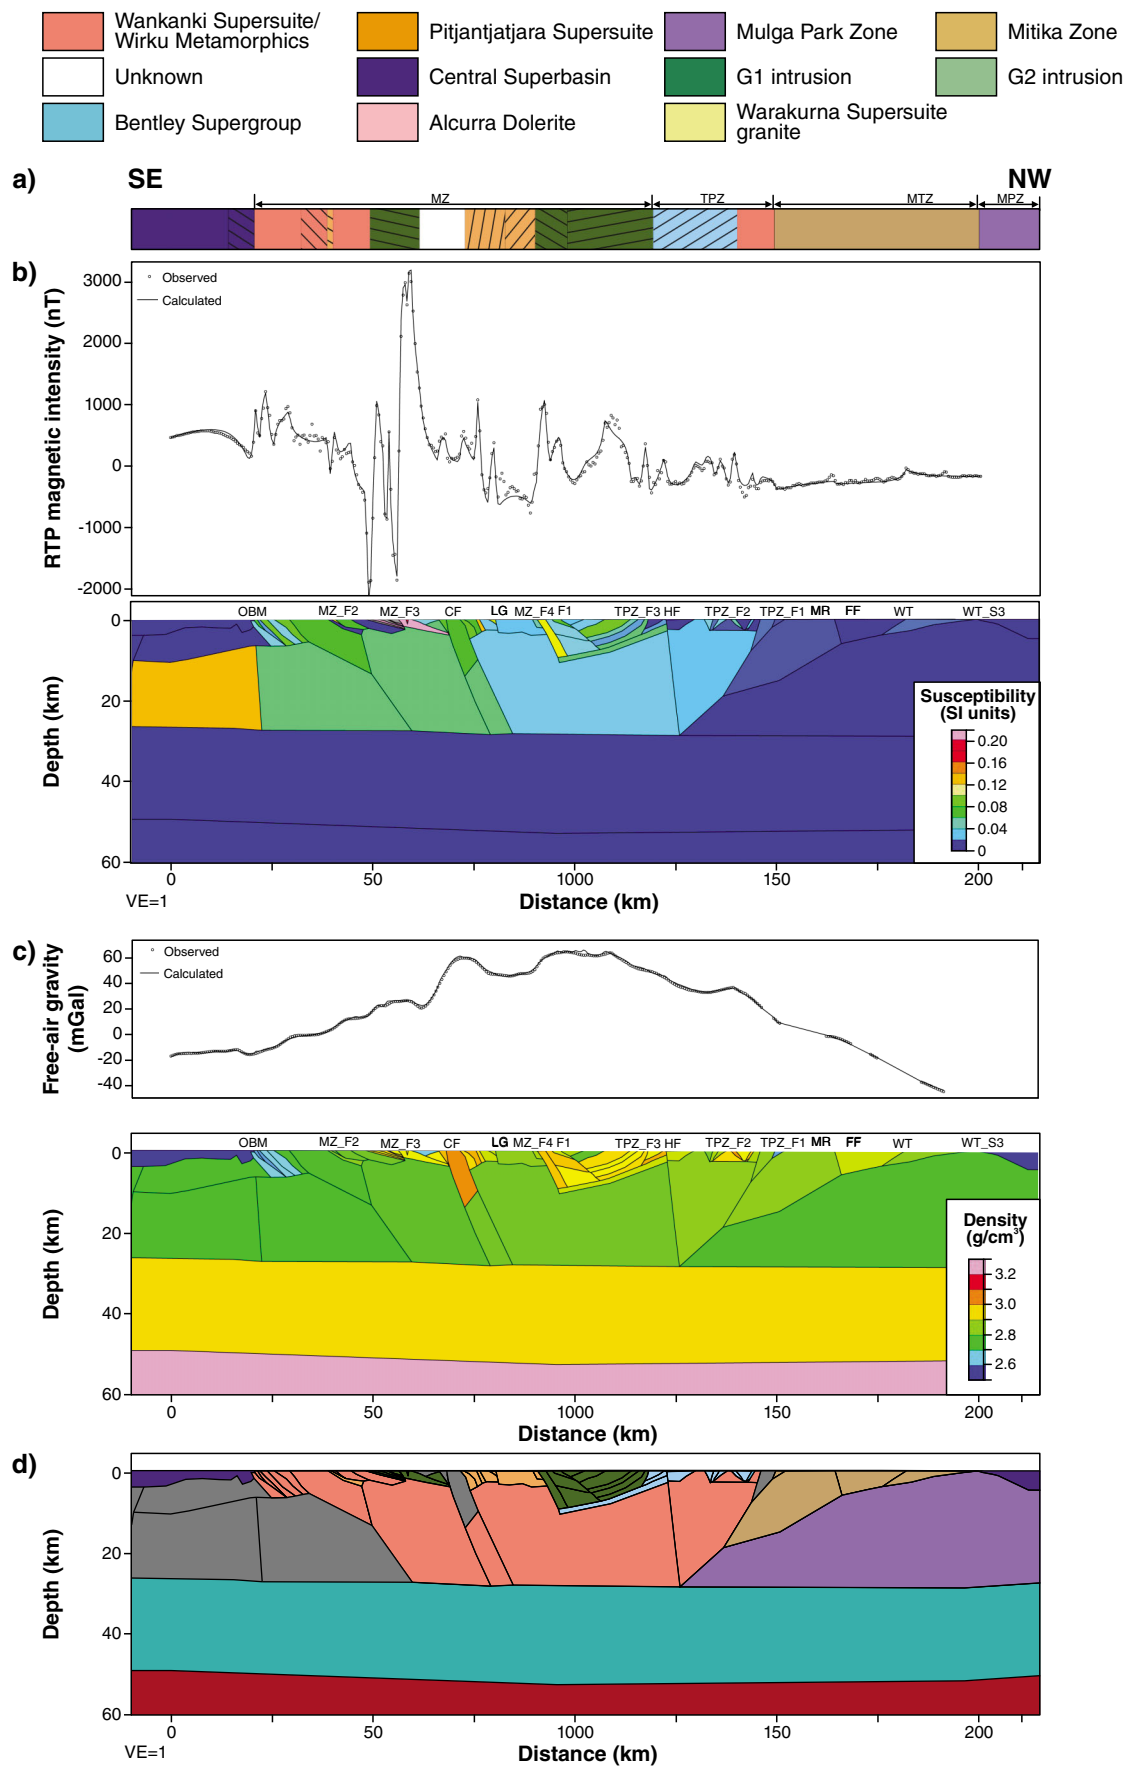 Wankanki Supersuite/
Wirku Metamorphics
Pitjantjatjara Supersuite
Mulga Park Zone
Mitika Zone
Unknown
Central Superbasin
G1 intrusion
G2 intrusion
Bentley Supergroup
Alcurra Dolerite
Warakurna Supersuite
granite
a)
SE
NW
MZ
TPZ
MTZ
MPZ
b)
Observed
Calculated
RTP magnetic intensity (nT)
3000
2000
1000
0
-1000
-2000
OBM MZ_F2 MZ_F3 CF LG MZ_F4 F1 TPZ_F3 HF TPZ_F2 TPZ_F1 MR FF WT WT_S3
Depth (km)
0
20
40
60
Susceptibility
(SI units)
0.20
0.16
0.12
0.08
0.04
0
0 50 1000 150 200
VE=1
Distance (km)
c)
Observed
Calculated
Free-air gravity
(mGal)
60
40
20
0
-20
-40
OBM MZ_F2 MZ_F3 CF LG MZ_F4 F1 TPZ_F3 HF TPZ_F2 TPZ_F1 MR FF WT WT_S3
Depth (km)
0
20
40
60
Density
(g/cm³)
3.2
3.0
2.8
2.6
0 50 1000 150 200
Distance (km)
d)
Depth (km)
0
20
40
60
0 50 1000 150 200
VE=1
Distance (km)